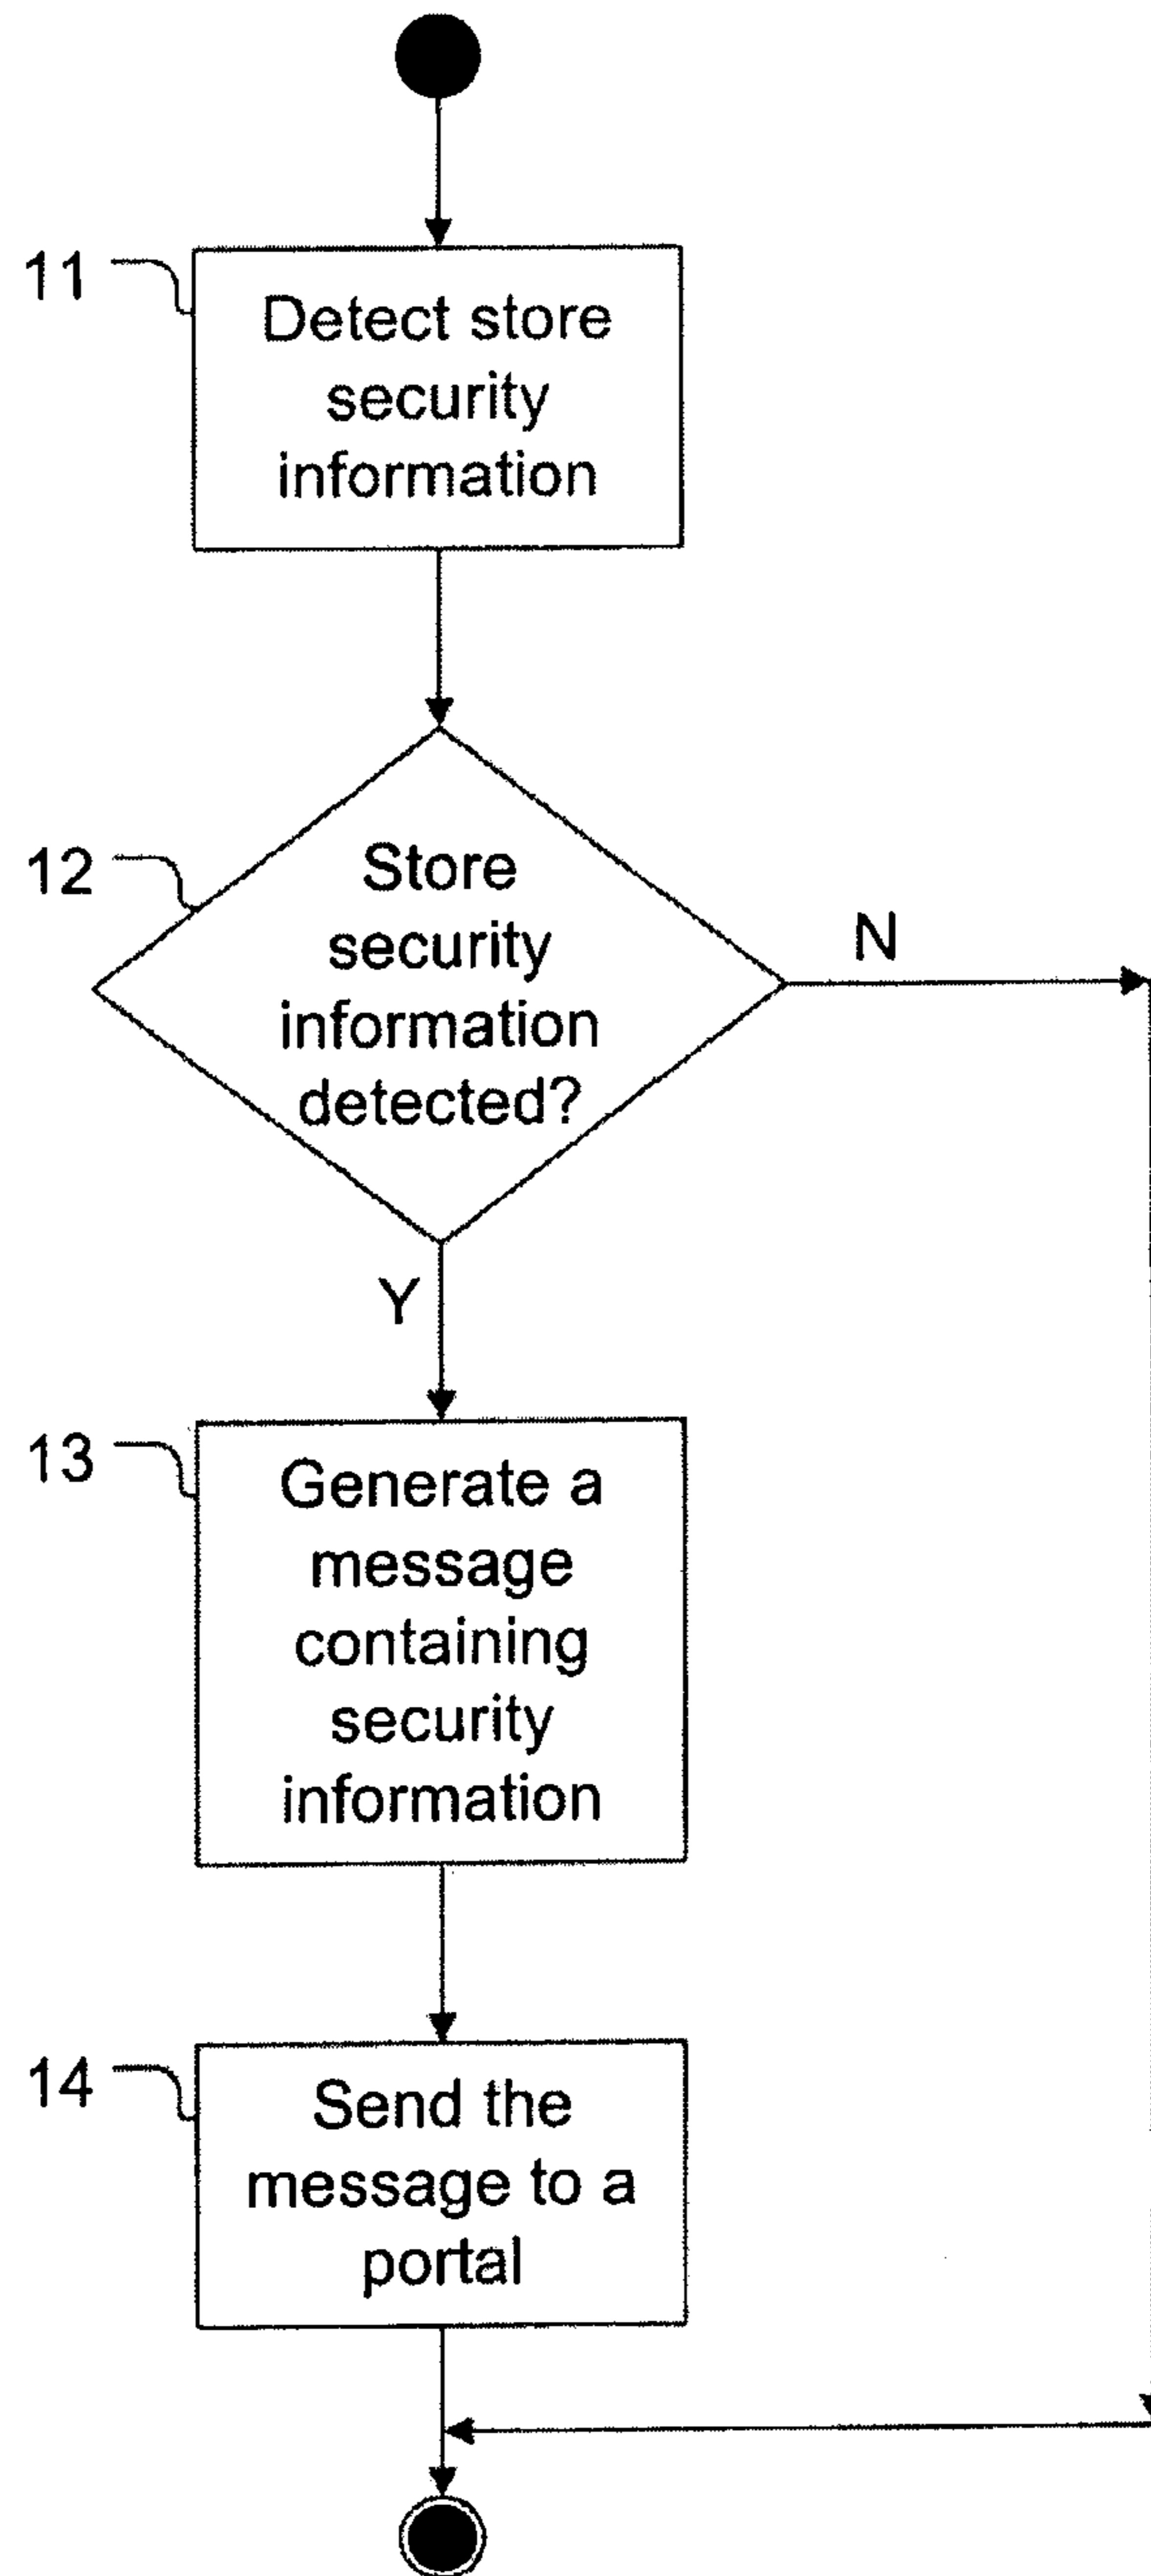 11
Detect store
security
information
12
Store
security
information
detected?
N
Y
13
Generate a
message
containing
security
information
14
Send the
message to a
portal